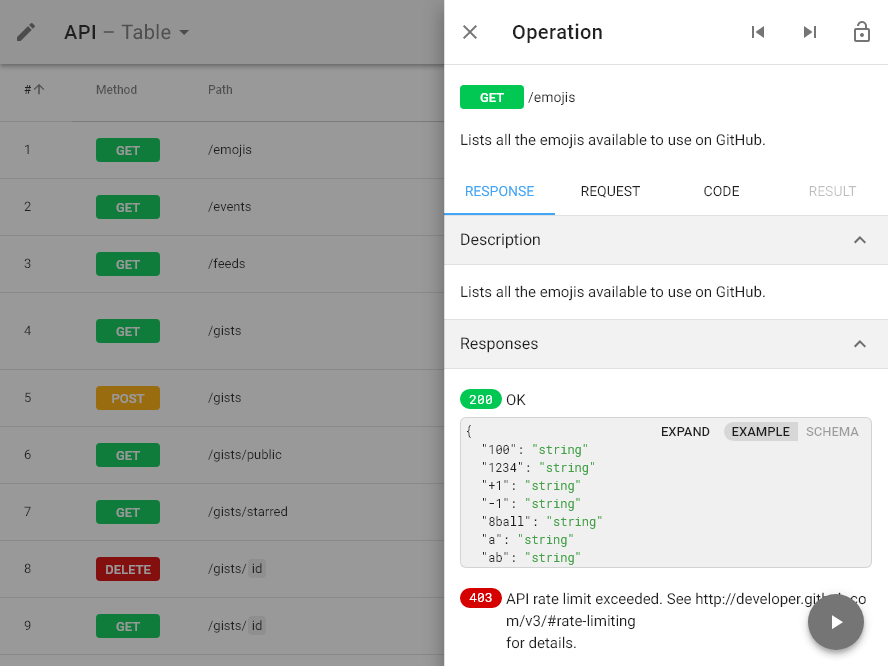 API – Table
# Method Path
1 GET /emojis
2 GET /events
3 GET /feeds
4 GET /gists
5 POST /gists
6 GET /gists/public
7 GET /gists/starred
8 DELETE /gists/ id
9 GET /gists/ id
Operation
GET /emojis
Lists all the emojis available to use on GitHub.
RESPONSE REQUEST CODE RESULT
Description
Lists all the emojis available to use on GitHub.
Responses
200 OK
{ EXPAND EXAMPLE SCHEMA
"100": "string"
"1234": "string"
"+1": "string"
"-1": "string"
"8ball": "string"
"a": "string"
"ab": "string"
403 API rate limit exceeded. See http://developer.github.co
m/v3/#rate-limiting
for details.